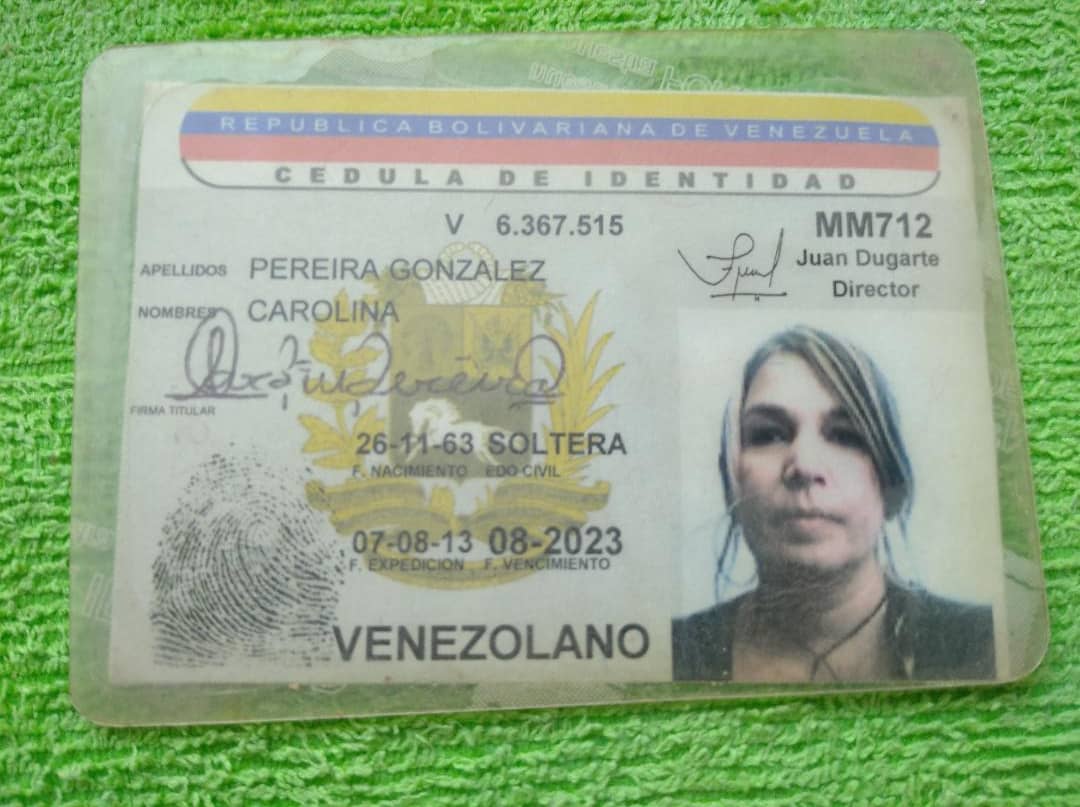 REPUBLICA BOLIVARIANA DE VENEZUELA
CEDULA DE IDENTIDAD
V 6.367.515
MM712
Juan Dugarte
Director
APELLIDOS PEREIRA GONZALEZ
NOMBRES CAROLINA
FIRMA TITULAR
26-11-63 SOLTERA
F. NACIMIENTO EDO CIVIL
07-08-13 08-2023
F. EXPEDICION F. VENCIMIENTO
VENEZOLANO